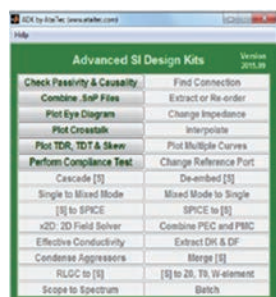 ADK by AtaiTec (www.ataitec.com)
Help
Advanced SI Design Kits
Version
2015.09
Check Passivity & Causality
Find Connection
Combine .SnP Files
Extract or Re-order
Plot Eye Diagram
Change Impedance
Plot Crosstalk
Interpolate
Plot TDR, TDT & Skew
Plot Multiple Curves
Perform Compliance Test
Change Reference Port
Cascade [S]
De-embed [S]
Single to Mixed Mode
Mixed Mode to Single
[S] to SPICE
SPICE to [S]
x2D: 2D Field Solver
Combine PEC and PMC
Effective Conductivity
Extract DK & DF
Condense Aggressors
Merge [S]
RLGC to [S]
[S] to Z0, T0, W-element
Scope to Spectrum
Batch